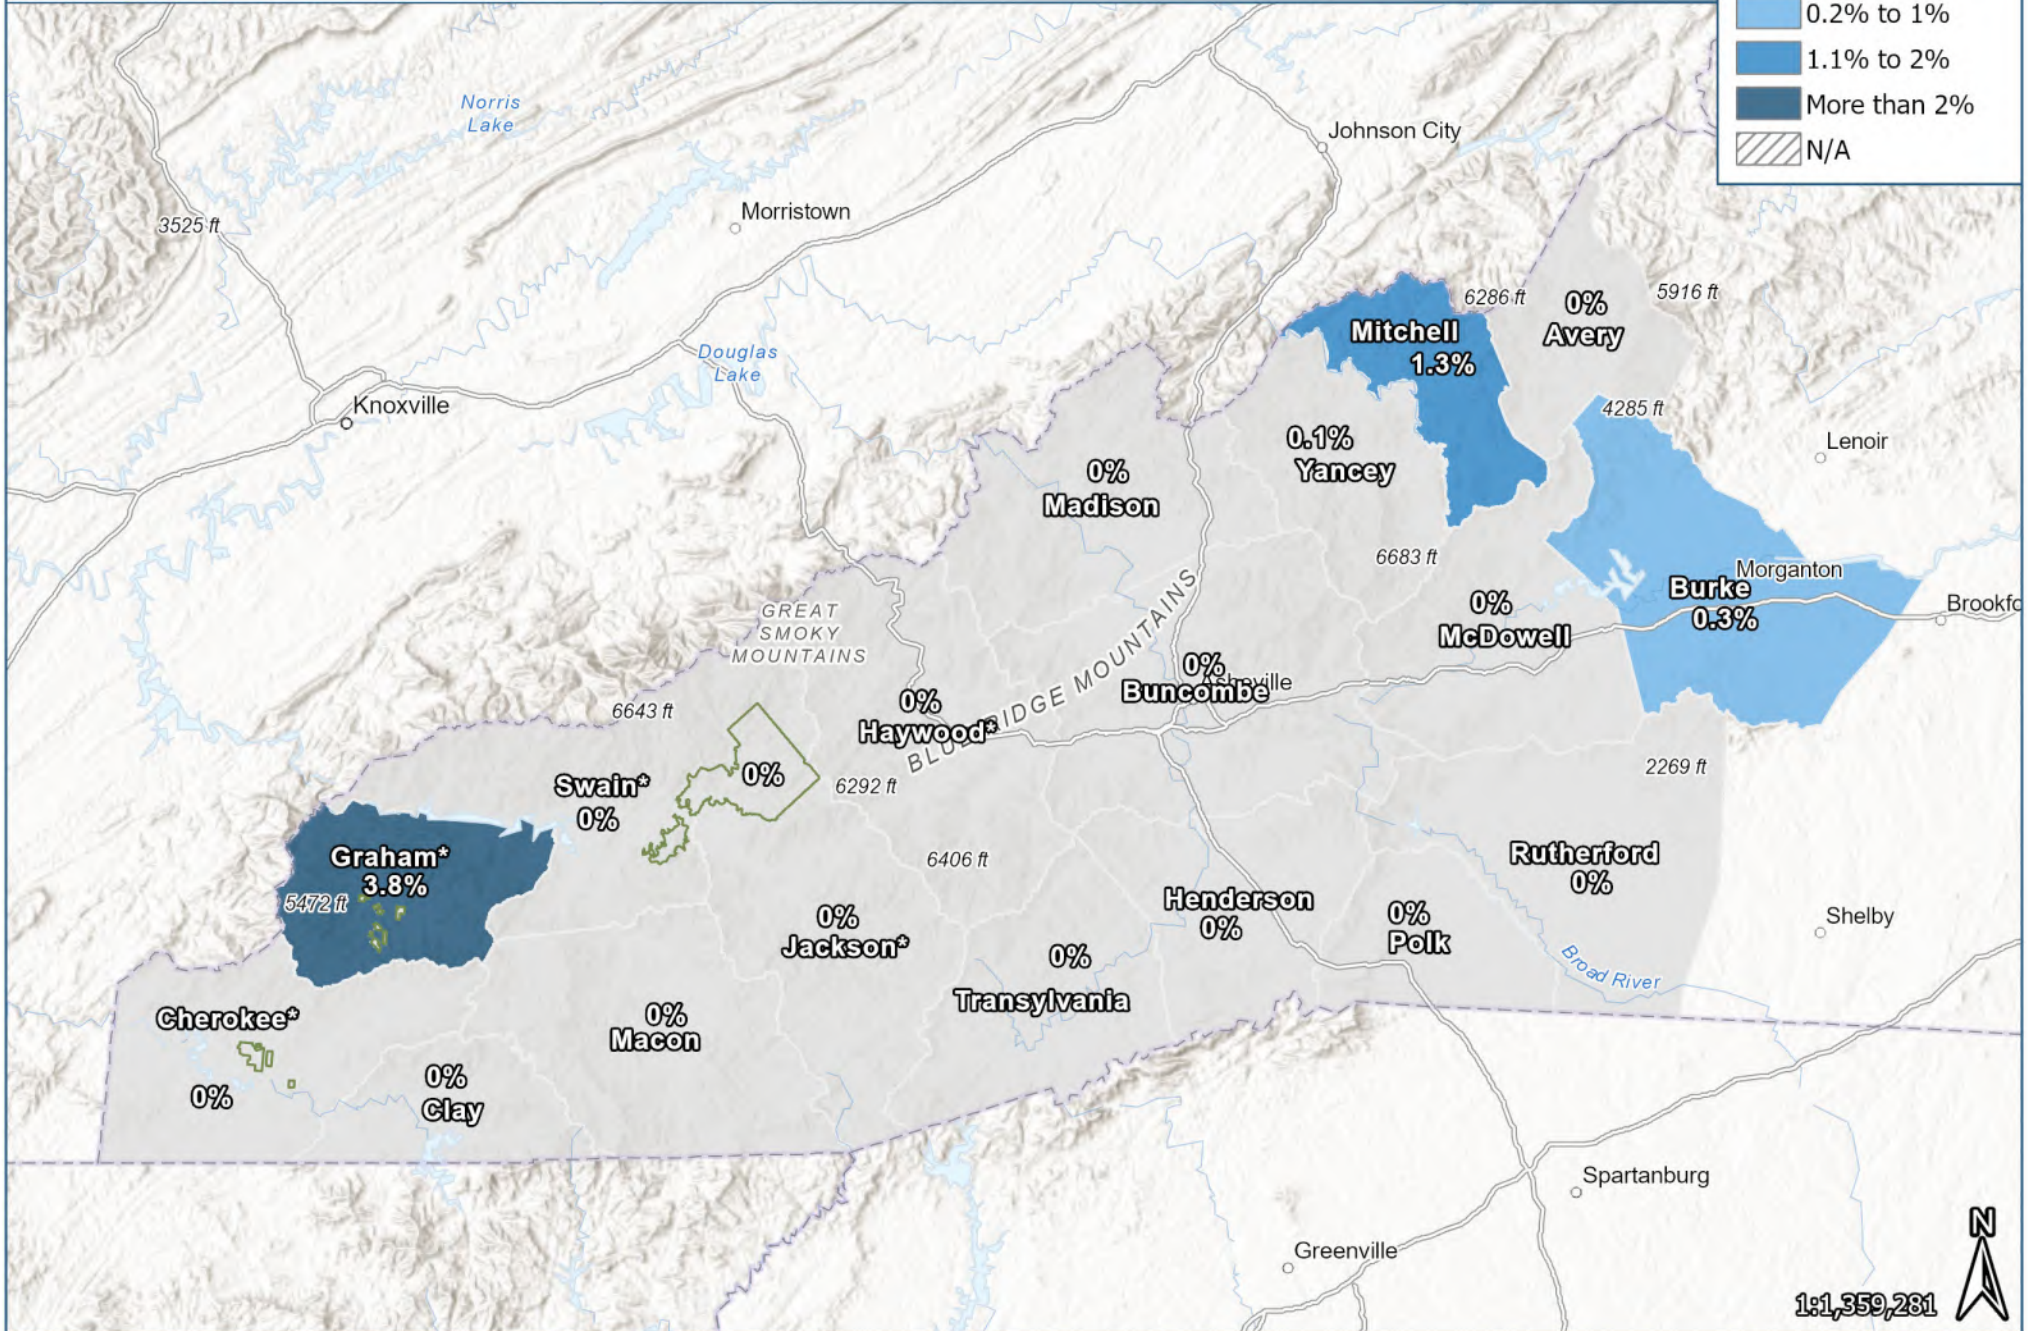 0.2% to 1%
1.1% to 2%
More than 2%
N/A
Norris
Lake
Johnson City
Morristown
3525 ft
6286 ft
5916 ft
0%
Avery
Mitchell
1.3%
Douglas
Lake
Knoxville
4285 ft
Lenoir
0.1%
Yancey
0%
Madison
6683 ft
Morganton
Burke
0.3%
Brookfo
0%
McDowell
GREAT
SMOKY
MOUNTAINS
BLUE RIDGE MOUNTAINS
0%
Asheville
Buncombe
6643 ft
0%
Haywood*
2269 ft
0%
6292 ft
Swain*
0%
Graham*
3.8%
5472 ft
6406 ft
Rutherford
0%
Henderson
0%
0%
Polk
0%
Jackson*
Shelby
0%
Transylvania
Broad River
Cherokee*
0%
0%
Macon
0%
Clay
Spartanburg
Greenville
N
1:1,359,281